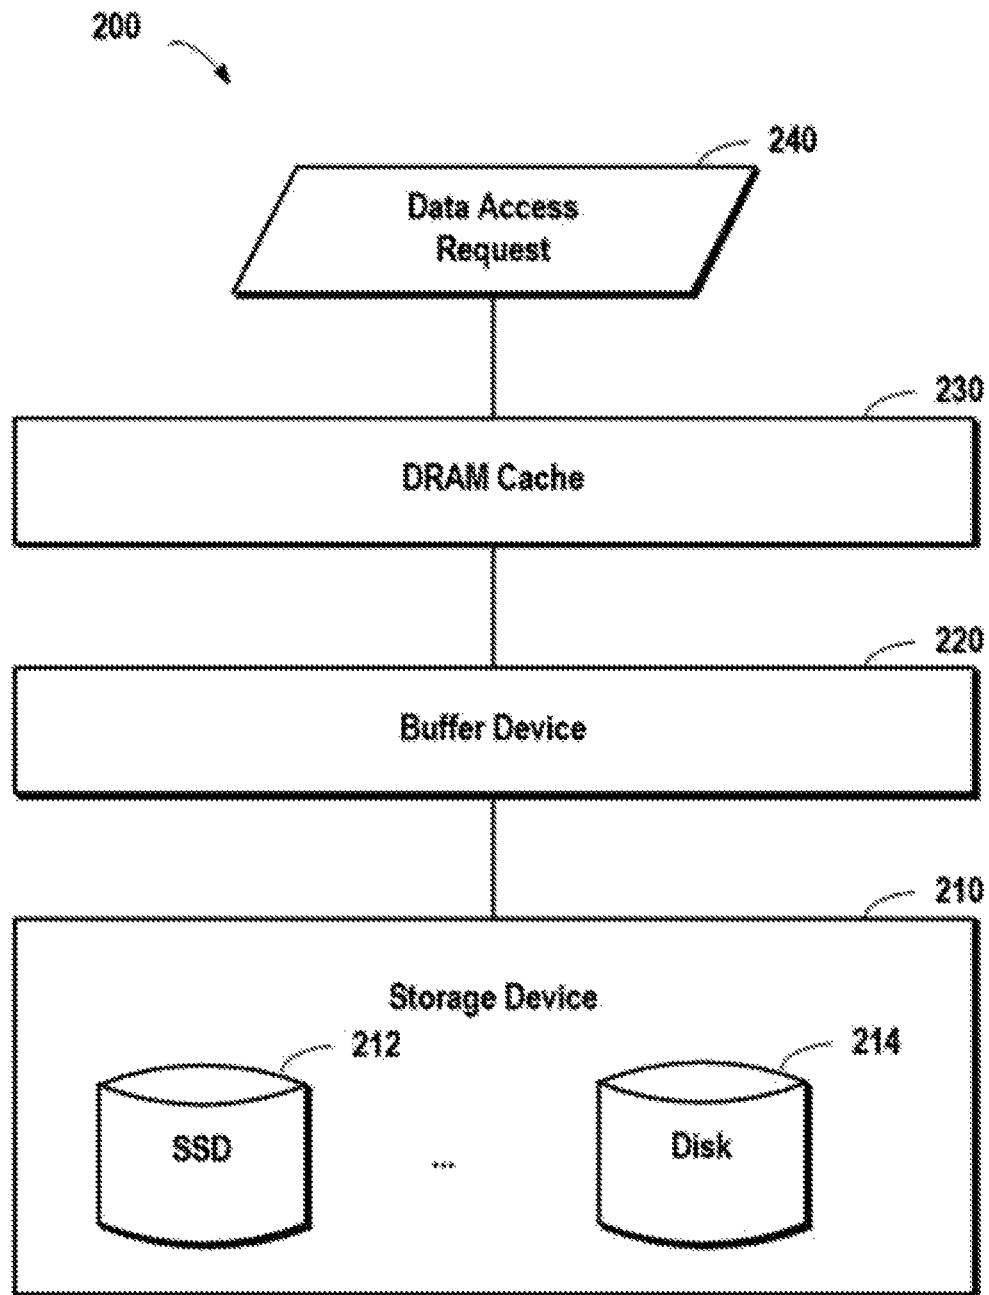 200
240
Data Access
Request
230
DRAM Cache
220
Buffer Device
210
Storage Device
212
214
SSD
...
Disk